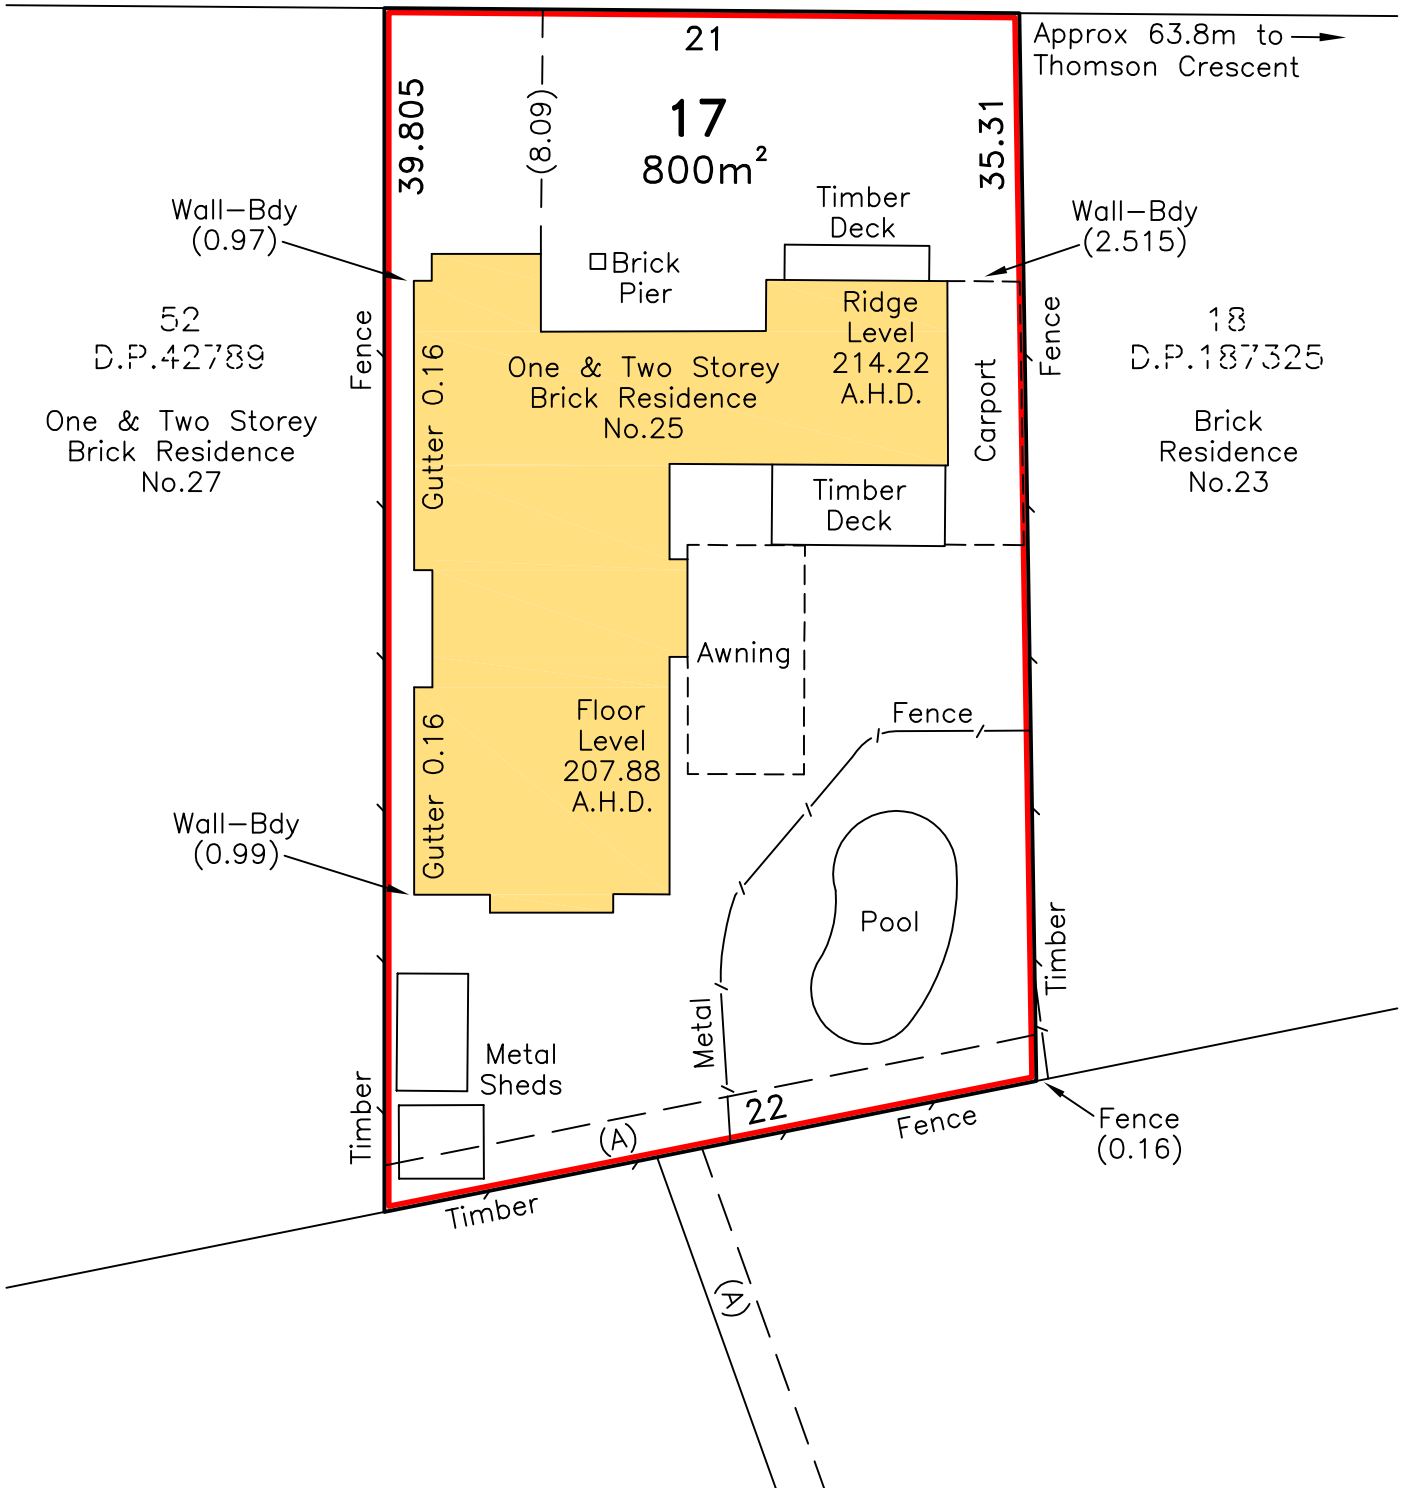 21
Approx 63.8m to
Thomson Crescent
39.805
(8.09)
17
800m²
35.31
Wall-Bdy
(0.97)
Timber
Deck
Wall-Bdy
(2.515)
Brick
Pier
52
D.P.42789
Fence
Gutter 0.16
One & Two Storey
Brick Residence
No.25
Ridge
Level
214.22
A.H.D.
Carport
Fence
18
D.P.187325
One & Two Storey
Brick Residence
No.27
Brick
Residence
No.23
Timber
Deck
Awning
Floor
Level
207.88
A.H.D.
Gutter 0.16
Fence
Wall-Bdy
(0.99)
Pool
Timber
Metal
Metal
Sheds
Timber
22
(A)
Fence
Fence
(0.16)
Timber
(A)